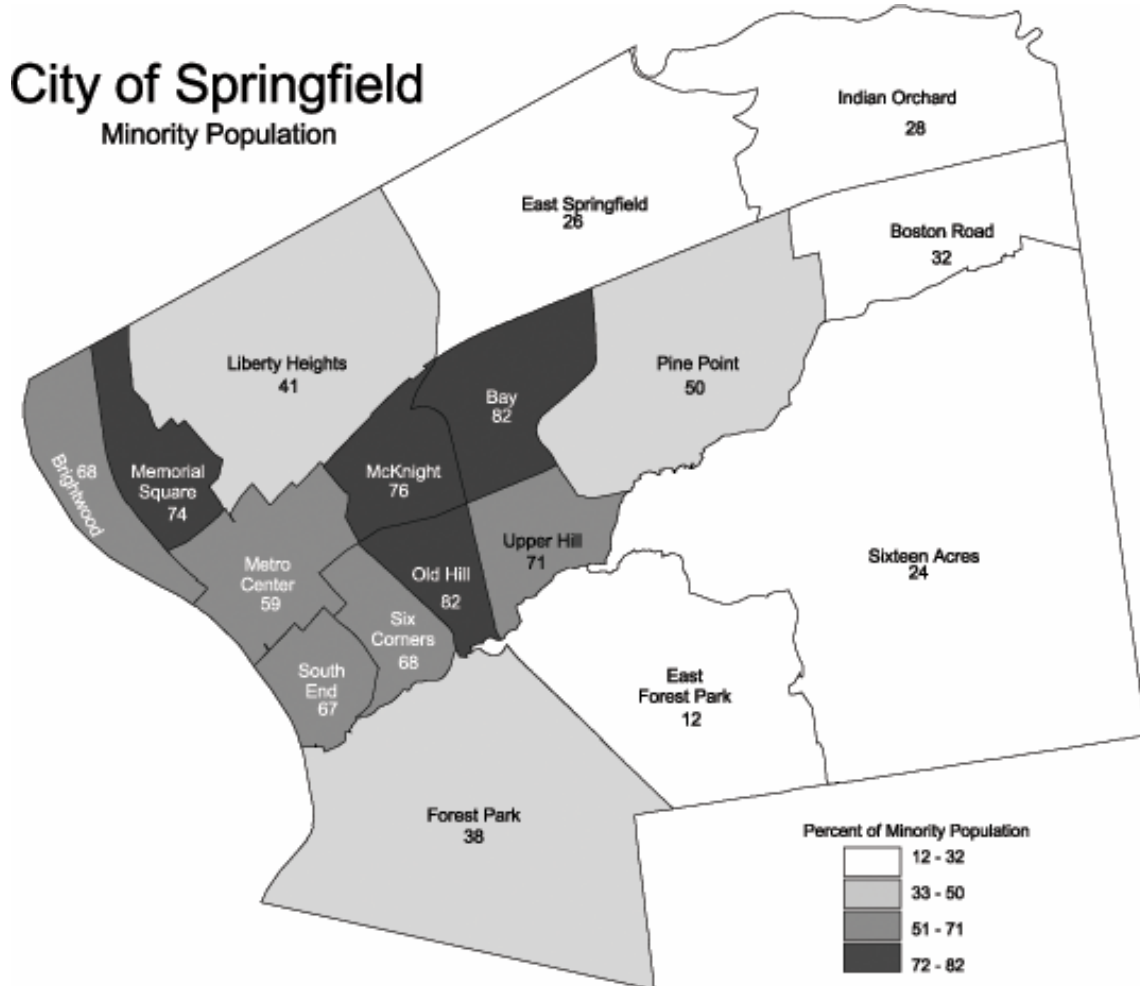 City of Springfield
Minority Population
Indian Orchard
28
East Springfield
26
Boston Road
32
Liberty Heights
41
Pine Point
50
Bay
82
68
Brightwood
Memorial
Square
74
McKnight
76
Upper Hill
71
Sixteen Acres
24
Metro
Center
59
Old Hill
82
Six
Corners
68
South
End
67
East
Forest Park
12
Forest Park
38
Percent of Minority Population
12 - 32
33 - 50
51 - 71
72 - 82